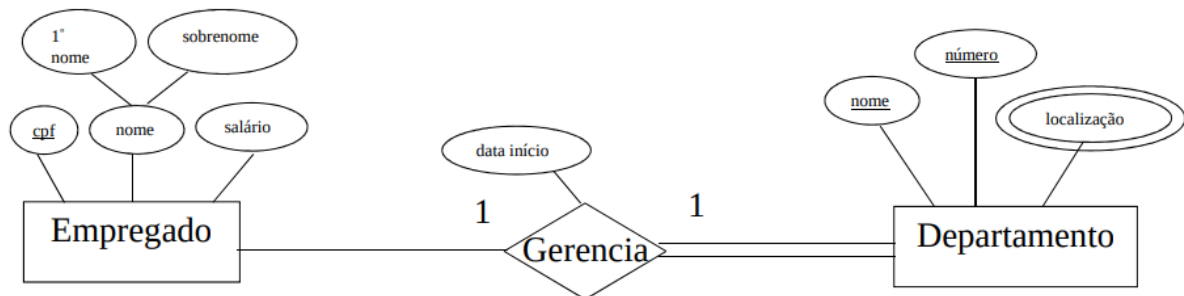 1°
nome
sobrenome
cpf
nome
salário
Empregado
data início
1
Gerencia
1
número
nome
localização
Departamento